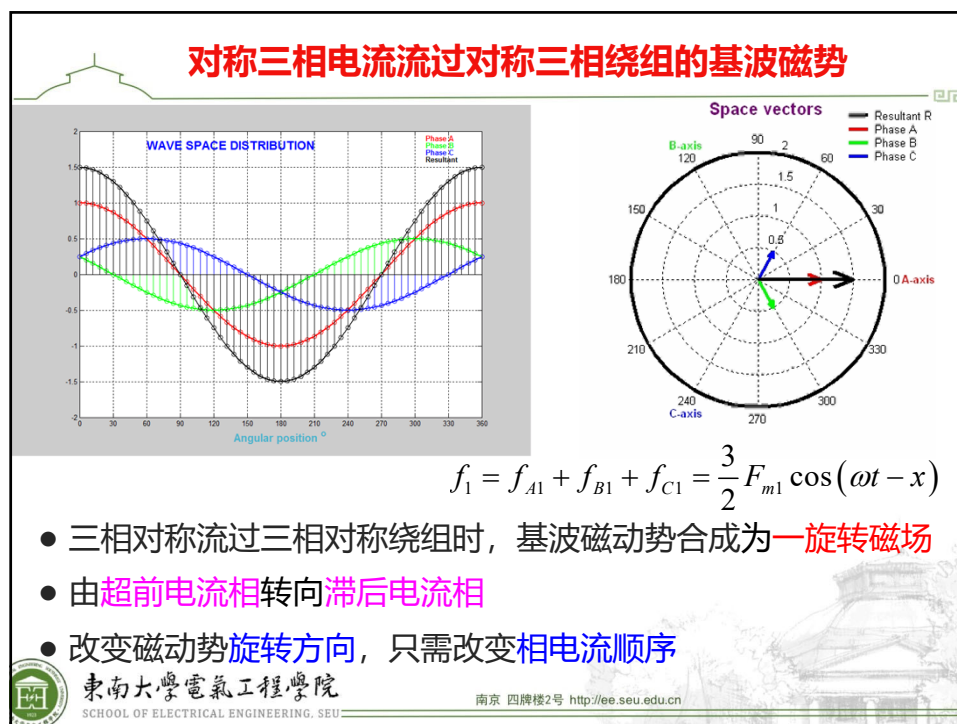 对称三相电流流过对称三相绕组的基波磁势
WAVE SPACE DISTRIBUTION
Phase A
Phase B
Phase C
Resultant
2
1.5
1
0.5
0
-0.5
-1
-1.5
-2
0 30 60 90 120 150 180 210 240 270 300 330 360
Angular position °
Space vectors
Resultant R
Phase A
Phase B
Phase C
B-axis
90
120
60
2
1.5
1
0.5
150
30
180
0 A-axis
210
330
240
300
C-axis
270
f₁ = f_{A1} + f_{B1} + f_{C1} = 3/2 F_{m1} cos(ωt − x)
● 三相对称流过三相对称绕组时，基波磁动势合成为一旋转磁场
● 由超前电流相转向滞后电流相
● 改变磁动势旋转方向，只需改变相电流顺序
東南大學電氣工程學院
SCHOOL OF ELECTRICAL ENGINEERING, SEU
南京 四牌楼2号 http://ee.seu.edu.cn